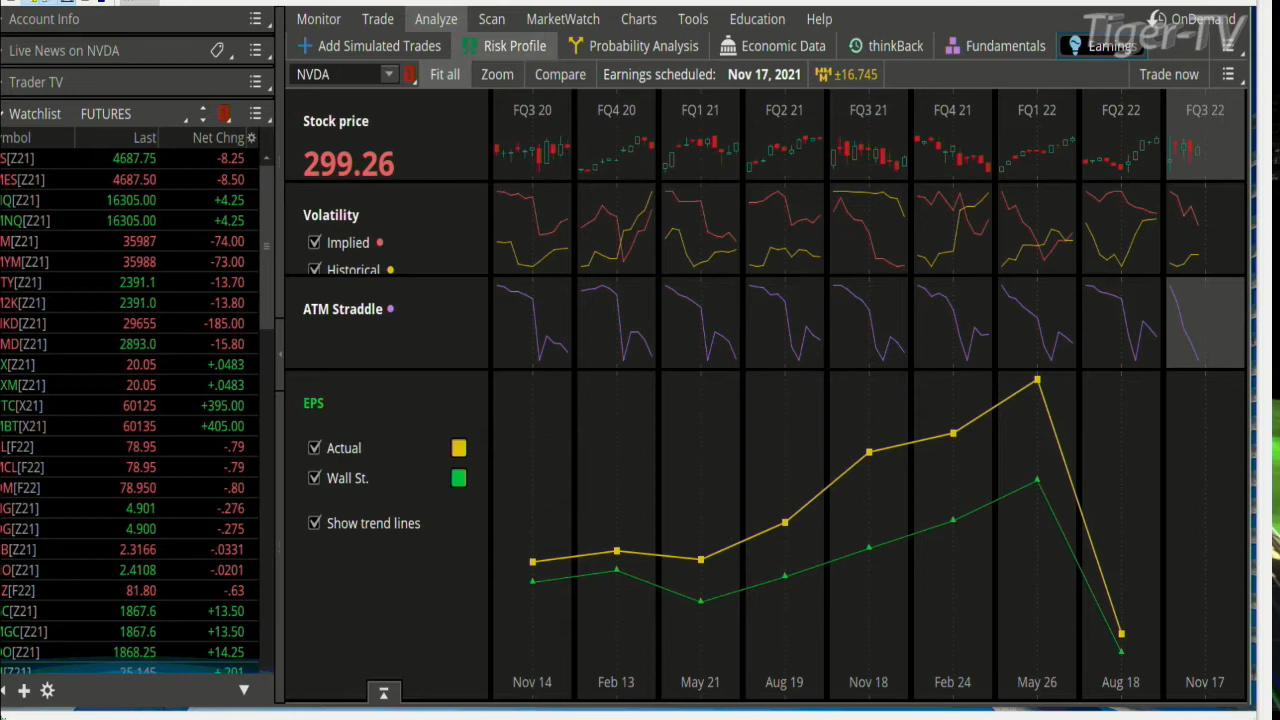 Account Info
Live News on NVDA
Trader TV
Watchlist FUTURES
mbol Last Net Chng
S[Z21] 4687.75 -8.25
MES[Z21] 4687.50 -8.50
NQ[Z21] 16305.00 +4.25
MNQ[Z21] 16305.00 +4.25
M[Z21] 35987 -74.00
MYM[Z21] 35988 -73.00
TY[Z21] 2391.1 -13.70
M2K[Z21] 2391.0 -13.80
IKD[Z21] 29655 -185.00
MD[Z21] 2893.0 -15.80
X[Z21] 20.05 +.0483
XM[Z21] 20.05 +.0483
TC[X21] 60125 +395.00
MBT[X21] 60135 +405.00
L[F22] 78.95 -.79
MCL[F22] 78.95 -.79
M[F22] 78.950 -.80
G[Z21] 4.901 -.276
G[Z21] 4.900 -.275
B[Z21] 2.3166 -.0331
O[Z21] 2.4108 -.0201
Z[F22] 81.80 -.63
C[Z21] 1867.6 +13.50
MGC[Z21] 1867.6 +13.50
O[Z21] 1868.25 +14.25
I[Z21] 25.145 +.201
Monitor Trade Analyze Scan MarketWatch Charts Tools Education Help OnDemand
Tiger-TV
+ Add Simulated Trades Risk Profile Probability Analysis Economic Data thinkBack Fundamentals Earnings
NVDA Fit all Zoom Compare Earnings scheduled: Nov 17, 2021 ±16.745 Trade now
FQ3 20 FQ4 20 FQ1 21 FQ2 21 FQ3 21 FQ4 21 FQ1 22 FQ2 22 FQ3 22
Stock price
299.26
Volatility
Implied
Historical
ATM Straddle
EPS
Actual
Wall St.
Show trend lines
Nov 14 Feb 13 May 21 Aug 19 Nov 18 Feb 24 May 26 Aug 18 Nov 17